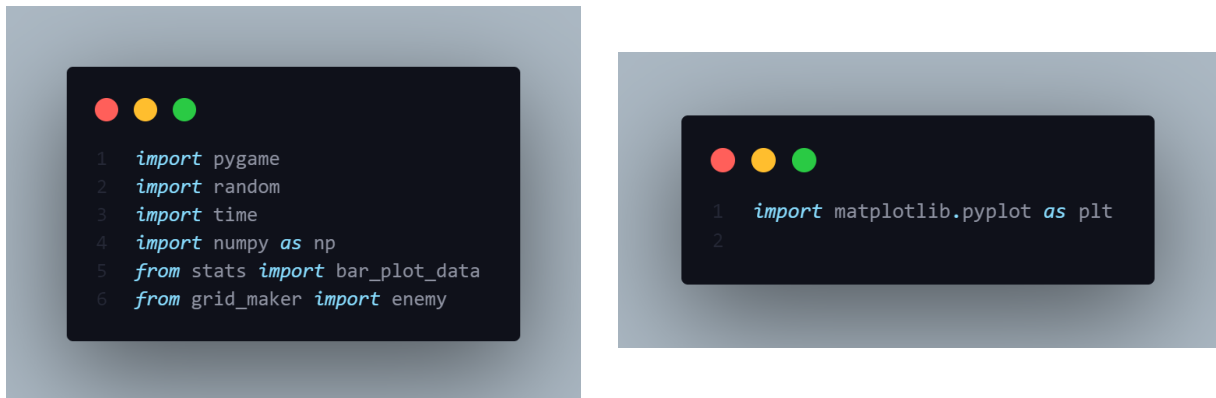 1 import pygame
2 import random
3 import time
4 import numpy as np
5 from stats import bar_plot_data
6 from grid_maker import enemy
1 import matplotlib.pyplot as plt
2